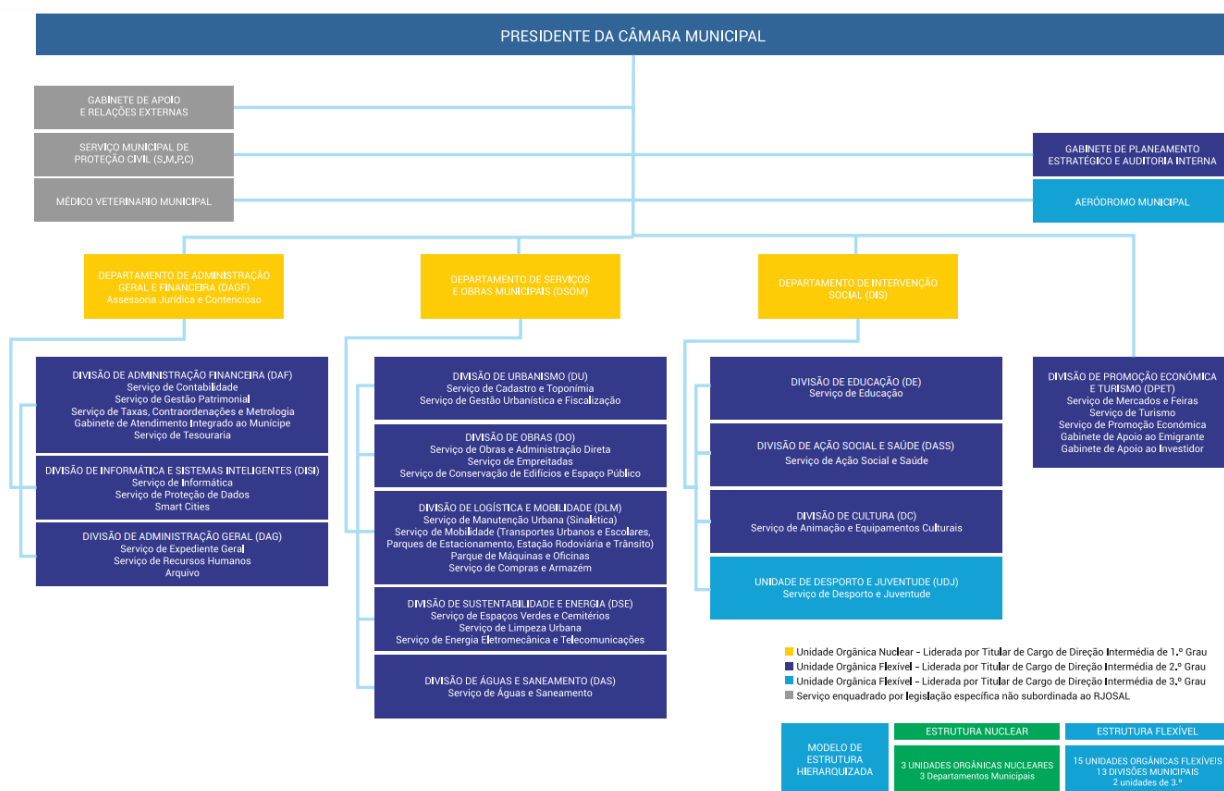 PRESIDENTE DA CÂMARA MUNICIPAL
GABINETE DE APOIO
E RELAÇÕES EXTERNAS
SERVIÇO MUNICIPAL DE
PROTEÇÃO CIVIL (S,M,P,C)
GABINETE DE PLANEAMENTO
ESTRATÉGICO E AUDITORIA INTERNA
MÉDICO VETERINARIO MUNICIPAL
AERÓDROMO MUNICIPAL
DEPARTAMENTO DE ADMINISTRAÇÃO
GERAL E FINANCEIRA (DAGF)
Assessoria Jurídica e Contencioso
DEPARTAMENTO DE SERVIÇOS
E OBRAS MUNICIPAIS (DSOM)
DEPARTAMENTO DE INTERVENÇÃO
SOCIAL (DIS)
DIVISÃO DE ADMINISTRAÇÃO FINANCEIRA (DAF)
Serviço de Contabilidade
Serviço de Gestão Patrimonial
Serviço de Taxas, Contraordenações e Metrologia
Gabinete de Atendimento Integrado ao Munícipe
Serviço de Tesouraria
DIVISÃO DE INFORMÁTICA E SISTEMAS INTELIGENTES (DISI)
Serviço de Informática
Serviço de Proteção de Dados
Smart Cities
DIVISÃO DE ADMINISTRAÇÃO GERAL (DAG)
Serviço de Expediente Geral
Serviço de Recursos Humanos
Arquivo
DIVISÃO DE URBANISMO (DU)
Serviço de Cadastro e Toponímia
Serviço de Gestão Urbanística e Fiscalização
DIVISÃO DE OBRAS (DO)
Serviço de Obras e Administração Direta
Serviço de Empreitadas
Serviço de Conservação de Edifícios e Espaço Público
DIVISÃO DE LOGÍSTICA E MOBILIDADE (DLM)
Serviço de Manutenção Urbana (Sinalética)
Serviço de Mobilidade (Transportes Urbanos e Escolares,
Parques de Estacionamento, Estação Rodoviária e Trânsito)
Parque de Máquinas e Oficinas
Serviço de Compras e Armazém
DIVISÃO DE SUSTENTABILIDADE E ENERGIA (DSE)
Serviço de Espaços Verdes e Cemitérios
Serviço de Limpeza Urbana
Serviço de Energia Eletromecânica e Telecomunicações
DIVISÃO DE ÁGUAS E SANEAMENTO (DAS)
Serviço de Águas e Saneamento
DIVISÃO DE EDUCAÇÃO (DE)
Serviço de Educação
DIVISÃO DE AÇÃO SOCIAL E SAÚDE (DASS)
Serviço de Ação Social e Saúde
DIVISÃO DE CULTURA (DC)
Serviço de Animação e Equipamentos Culturais
UNIDADE DE DESPORTO E JUVENTUDE (UDJ)
Serviço de Desporto e Juventude
DIVISÃO DE PROMOÇÃO ECONÓMICA
E TURISMO (DPET)
Serviço de Mercados e Feiras
Serviço de Turismo
Serviço de Promoção Económica
Gabinete de Apoio ao Emigrante
Gabinete de Apoio ao Investidor
Unidade Orgânica Nuclear – Liderada por Titular de Cargo de Direção Intermédia de 1.º Grau
Unidade Orgânica Flexível – Liderada por Titular de Cargo de Direção Intermédia de 2.º Grau
Unidade Orgânica Flexível – Liderada por Titular de Cargo de Direção Intermédia de 3.º Grau
Serviço enquadrado por legislação específica não subordinada ao RJOSAL
MODELO DE
ESTRUTURA
HIERARQUIZADA
ESTRUTURA NUCLEAR
3 UNIDADES ORGÂNICAS NUCLEARES
3 Departamentos Municipais
ESTRUTURA FLEXÍVEL
15 UNIDADES ORGÂNICAS FLEXÍVEIS
13 DIVISÕES MUNICIPAIS
2 unidades de 3.º